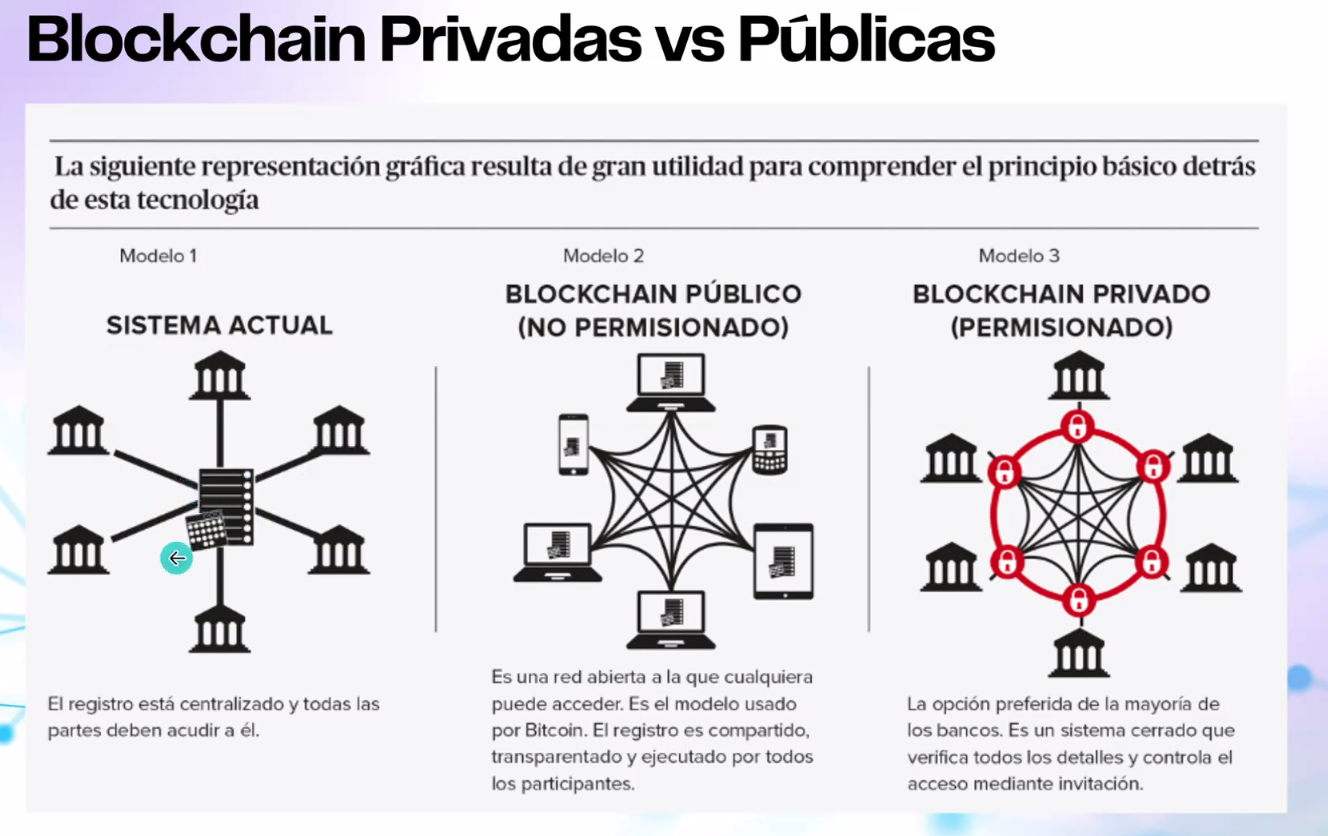 Blockchain Privadas vs Públicas
La siguiente representación gráfica resulta de gran utilidad para comprender el principio básico detrás
de esta tecnología
Modelo 1
SISTEMA ACTUAL
El registro está centralizado y todas las
partes deben acudir a él.
Modelo 2
BLOCKCHAIN PÚBLICO
(NO PERMISIONADO)
Es una red abierta a la que cualquiera
puede acceder. Es el modelo usado
por Bitcoin. El registro es compartido,
transparentado y ejecutado por todos
los participantes.
Modelo 3
BLOCKCHAIN PRIVADO
(PERMISIONADO)
La opción preferida de la mayoría de
los bancos. Es un sistema cerrado que
verifica todos los detalles y controla el
acceso mediante invitación.